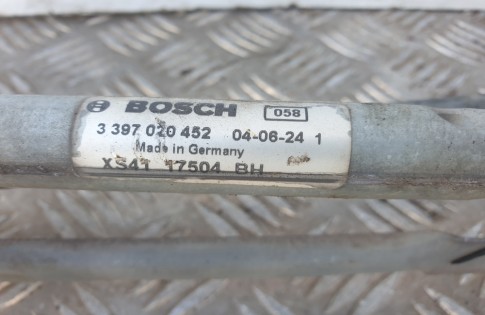 BOSCH 058
3 397 020 452 04-06-24 1
Made in Germany
XS41 17504 BH